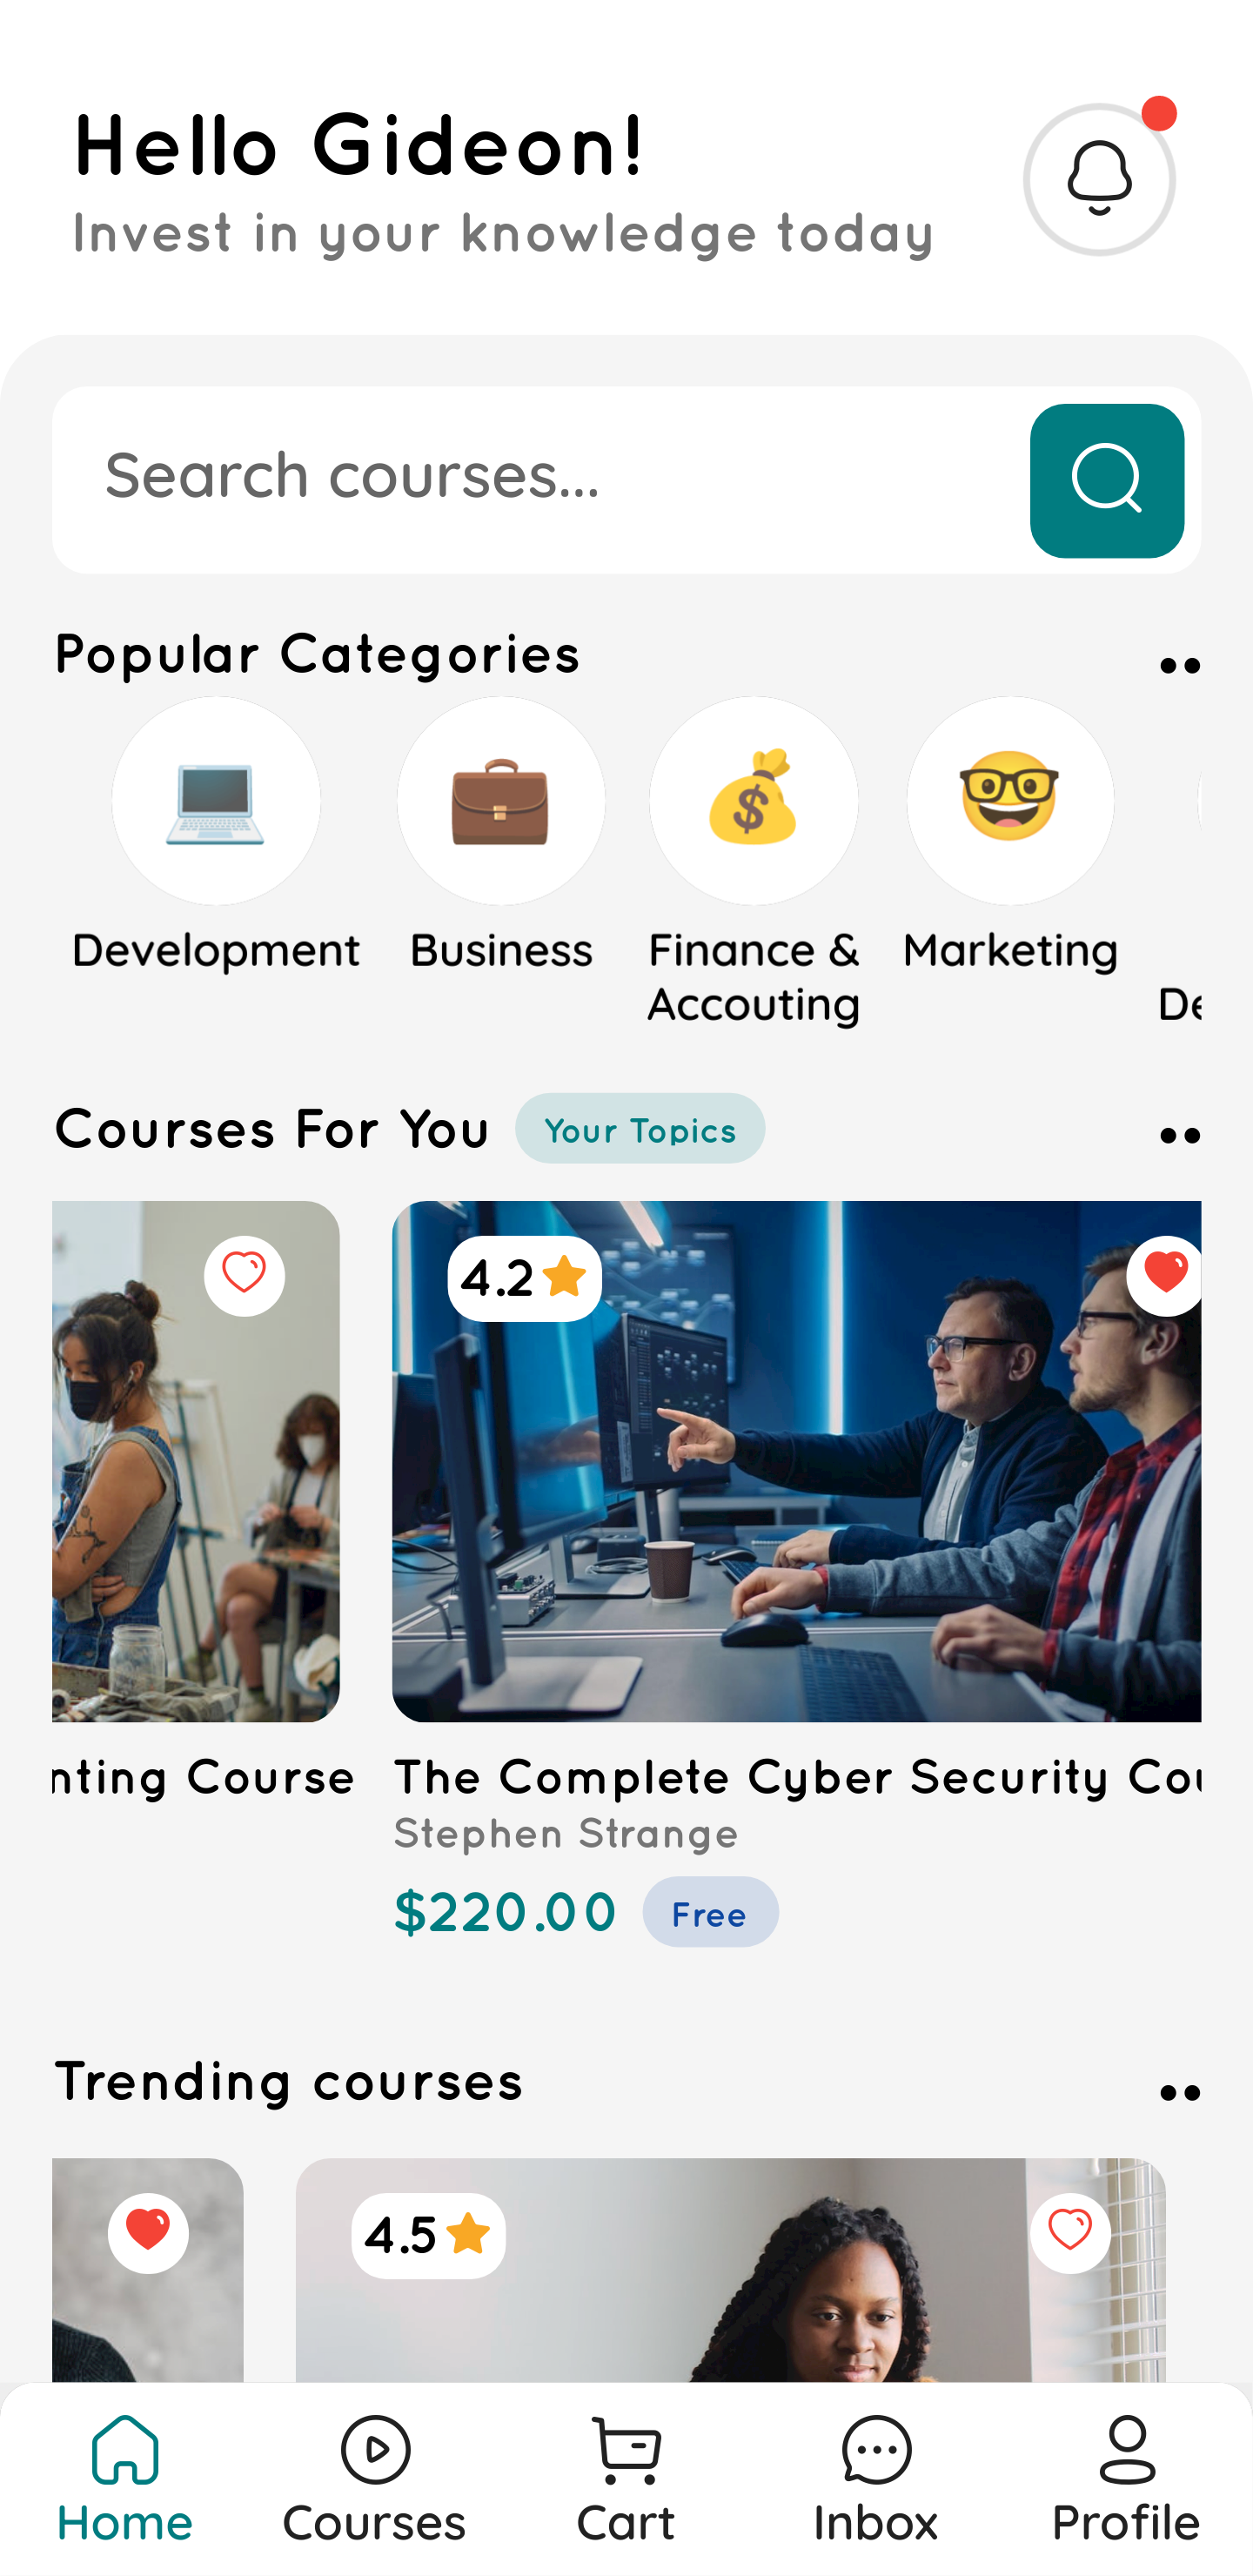 Hello Gideon!
Invest in your knowledge today
Search courses...
Popular Categories
Development
Business
Finance &
Accouting
Marketing
De
Courses For You
Your Topics
4.2
nting Course
The Complete Cyber Security Cou
Stephen Strange
$220.00
Free
Trending courses
4.5
Home
Courses
Cart
Inbox
Profile